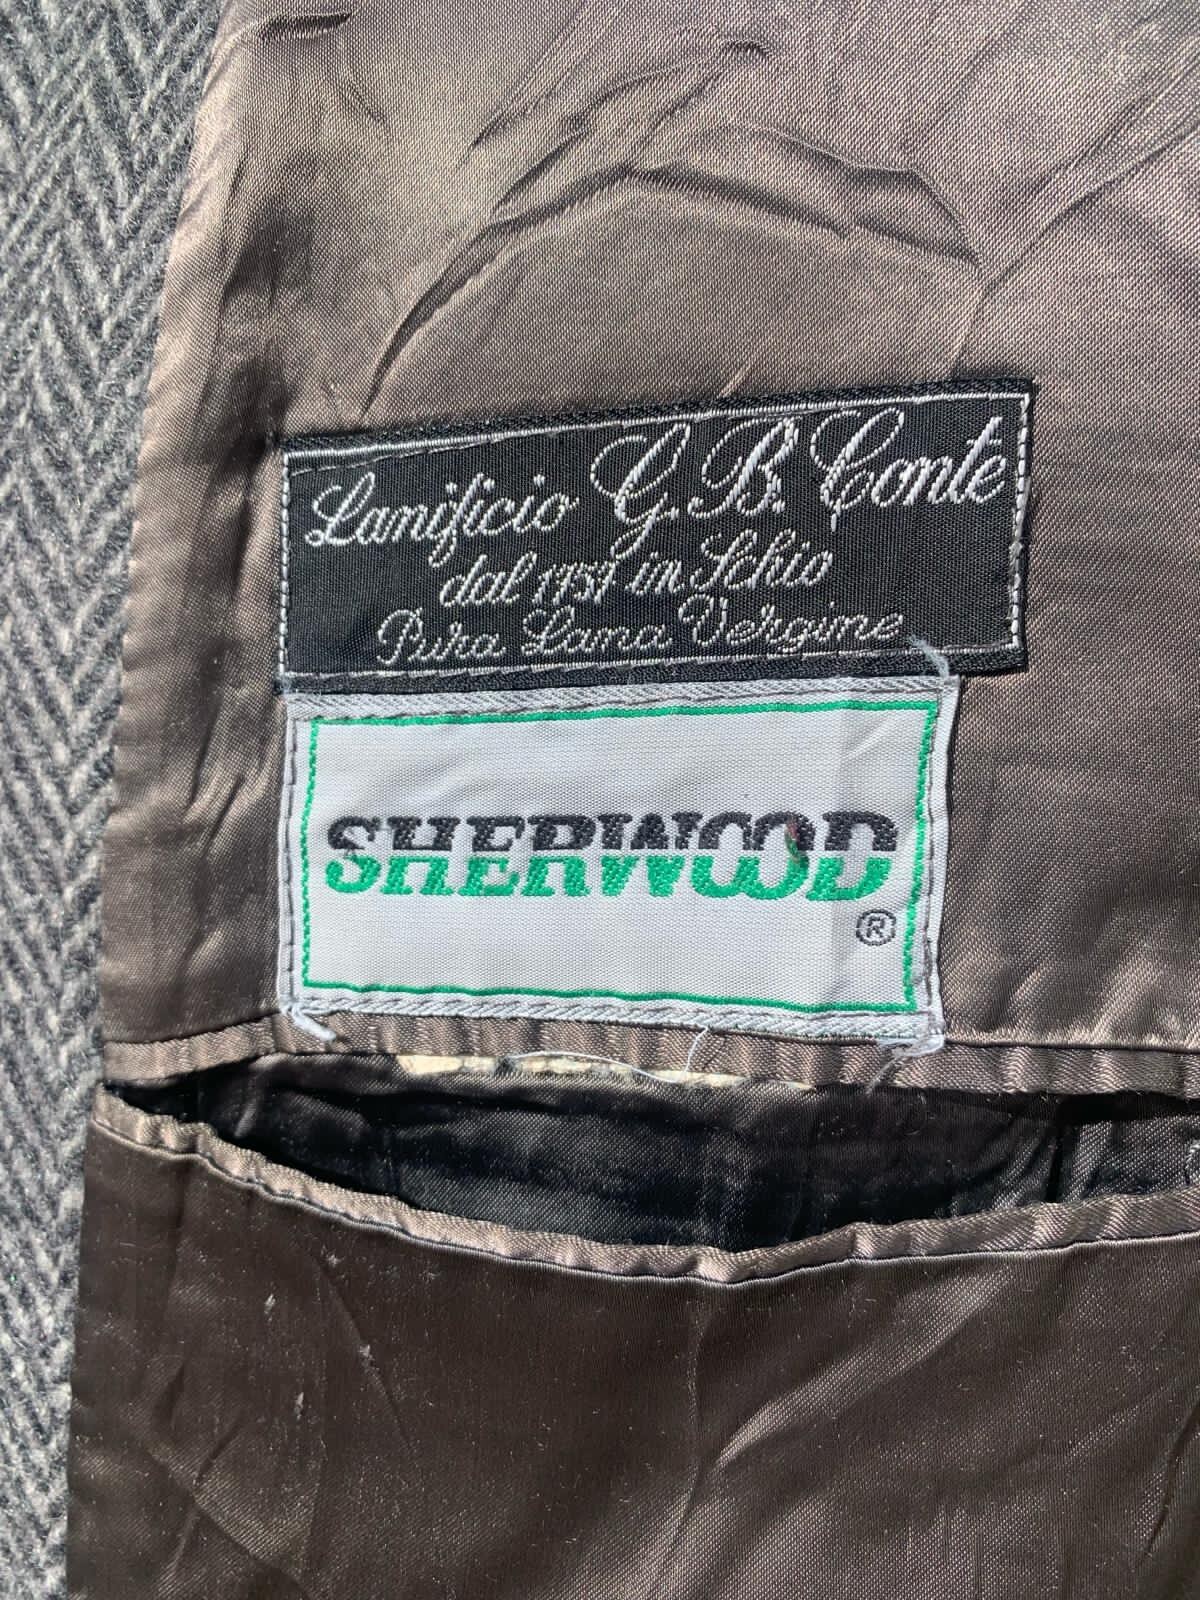 Lanificio G.B. Conte
dal 1757 in Schio
Pura Lana Vergine
SHERWOOD
®